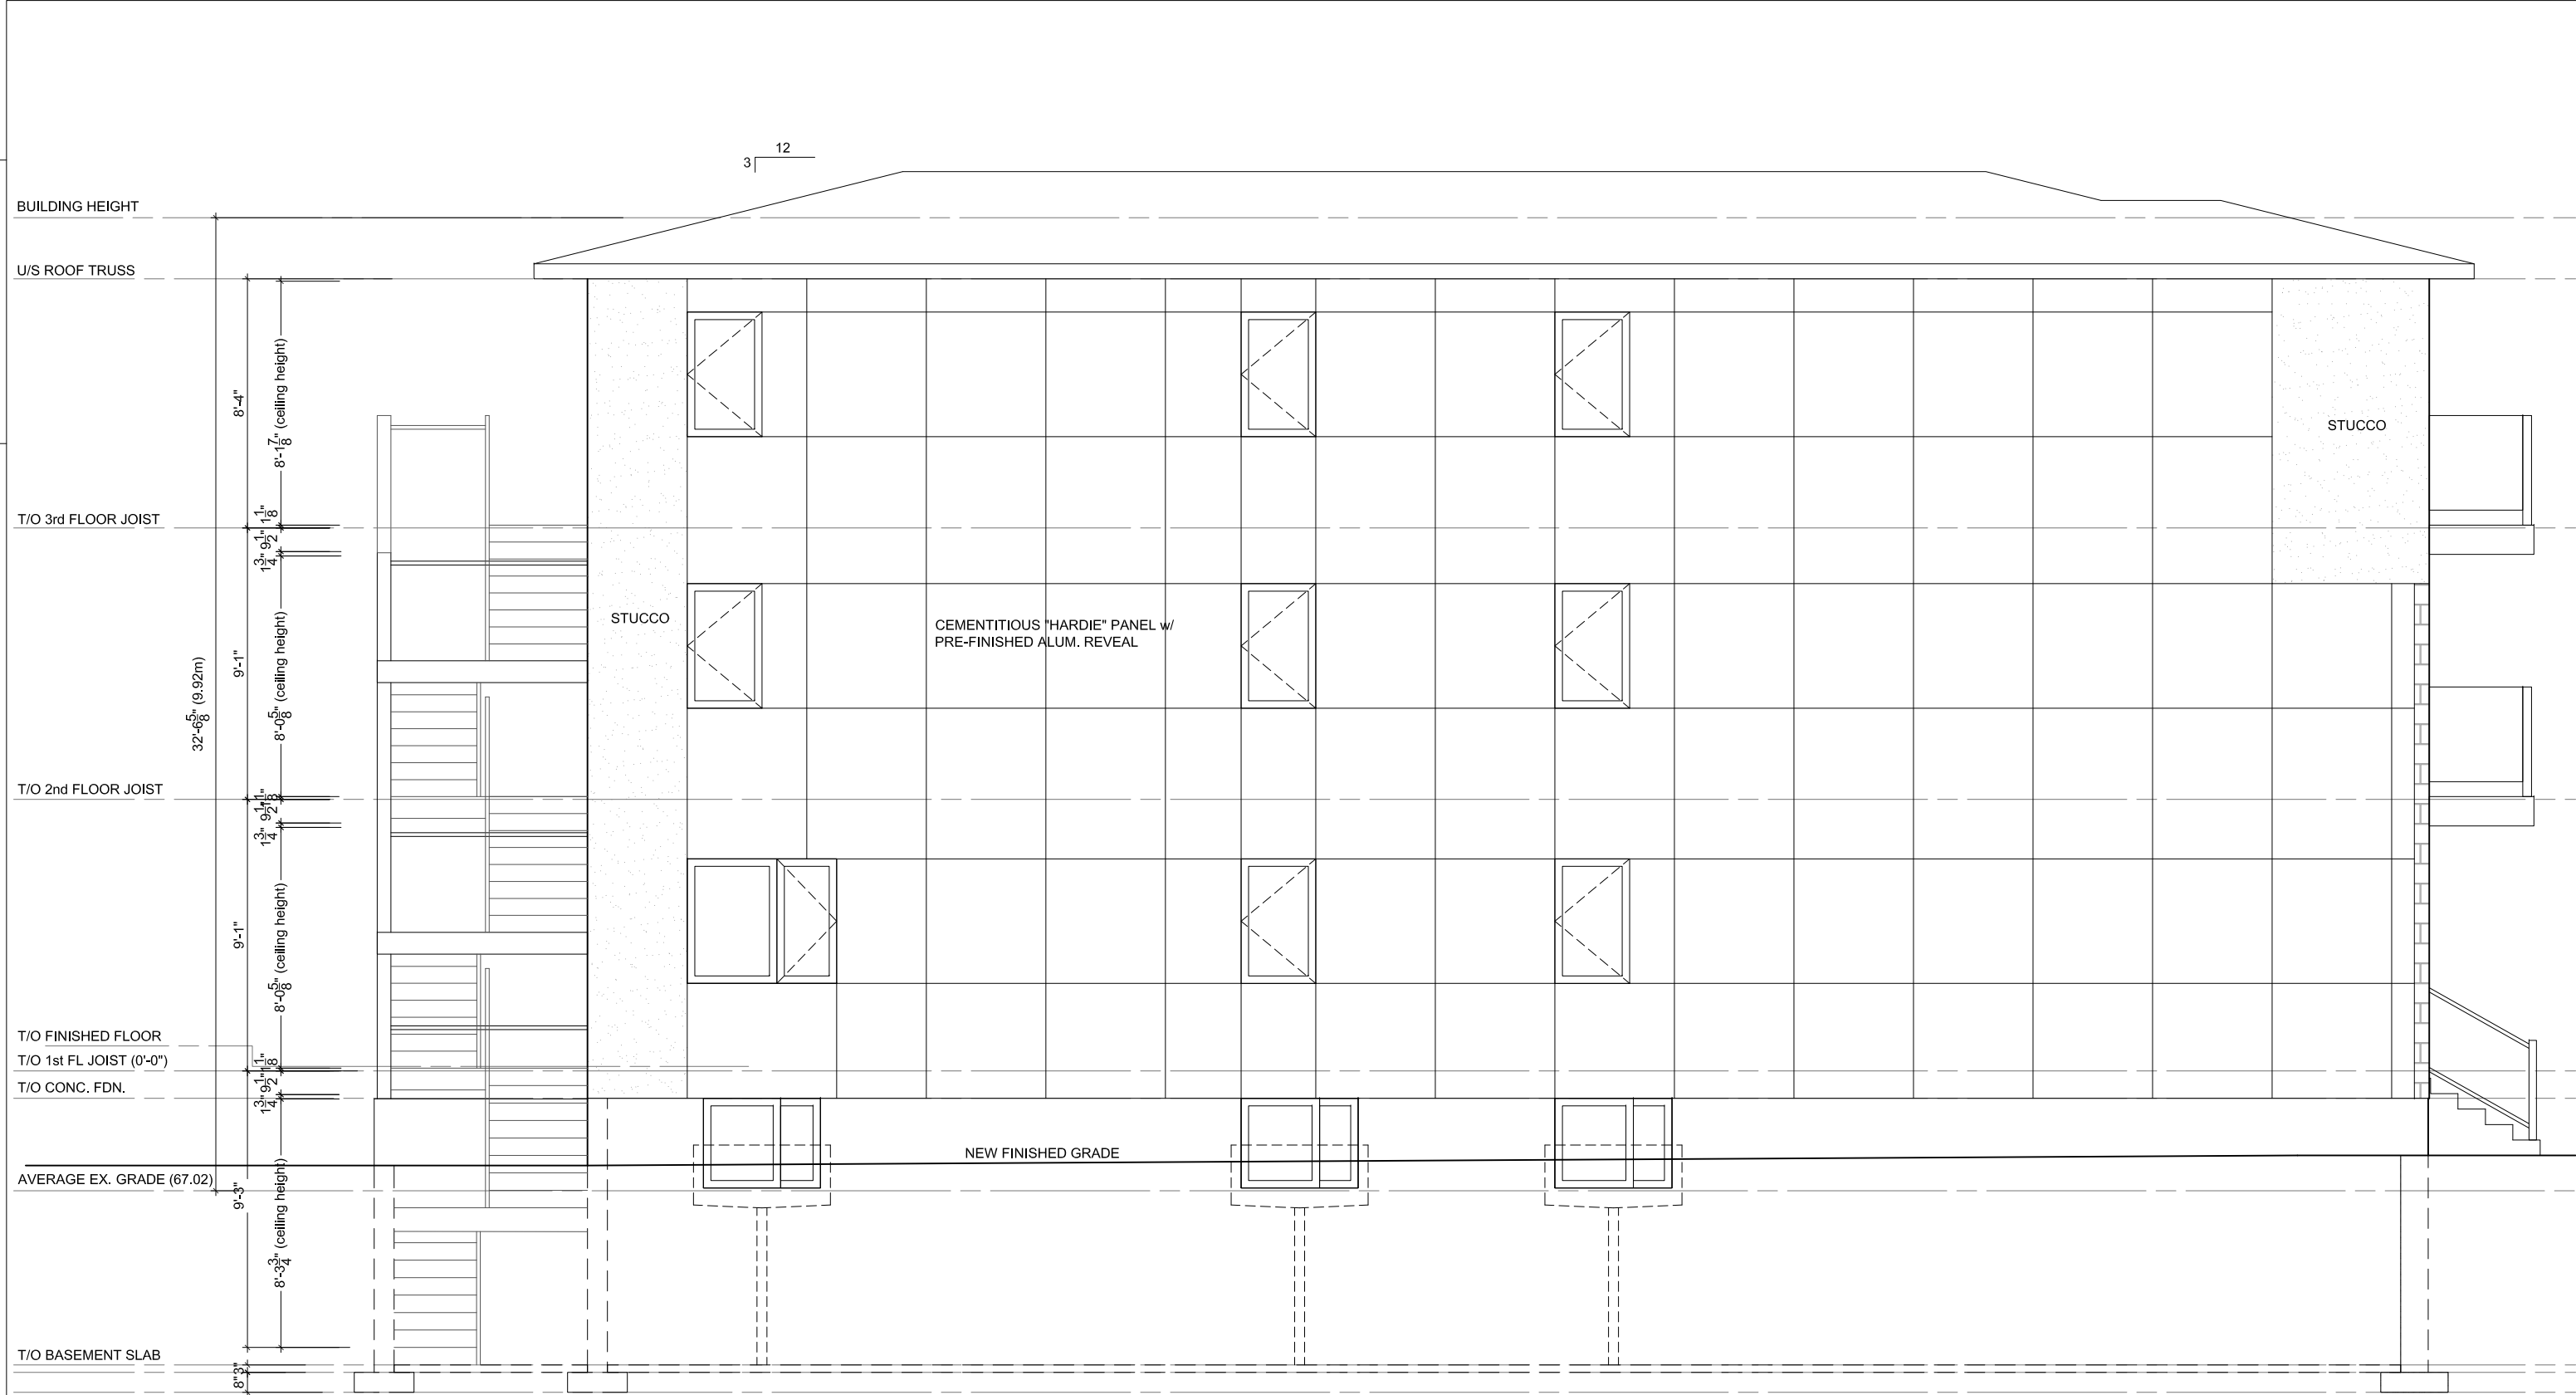 12
3
BUILDING HEIGHT
U/S ROOF TRUSS
8'-4"
8'-1 7/8" (ceiling height)
STUCCO
T/O 3rd FLOOR JOIST
1 1/8"
9 1/2"
1 3/4"
STUCCO
CEMENTITIOUS "HARDIE" PANEL w/
PRE-FINISHED ALUM. REVEAL
9'-1"
8'-0 5/8" (ceiling height)
32'-6 5/8" (9.92m)
T/O 2nd FLOOR JOIST
1 1/8"
9 1/2"
1 3/4"
9'-1"
8'-0 5/8" (ceiling height)
T/O FINISHED FLOOR
T/O 1st FL JOIST (0'-0")
T/O CONC. FDN.
1 1/8"
9 1/2"
1 3/4"
NEW FINISHED GRADE
AVERAGE EX. GRADE (67.02)
9'-3"
8'-3 3/4" (ceiling height)
T/O BASEMENT SLAB
3"
8"